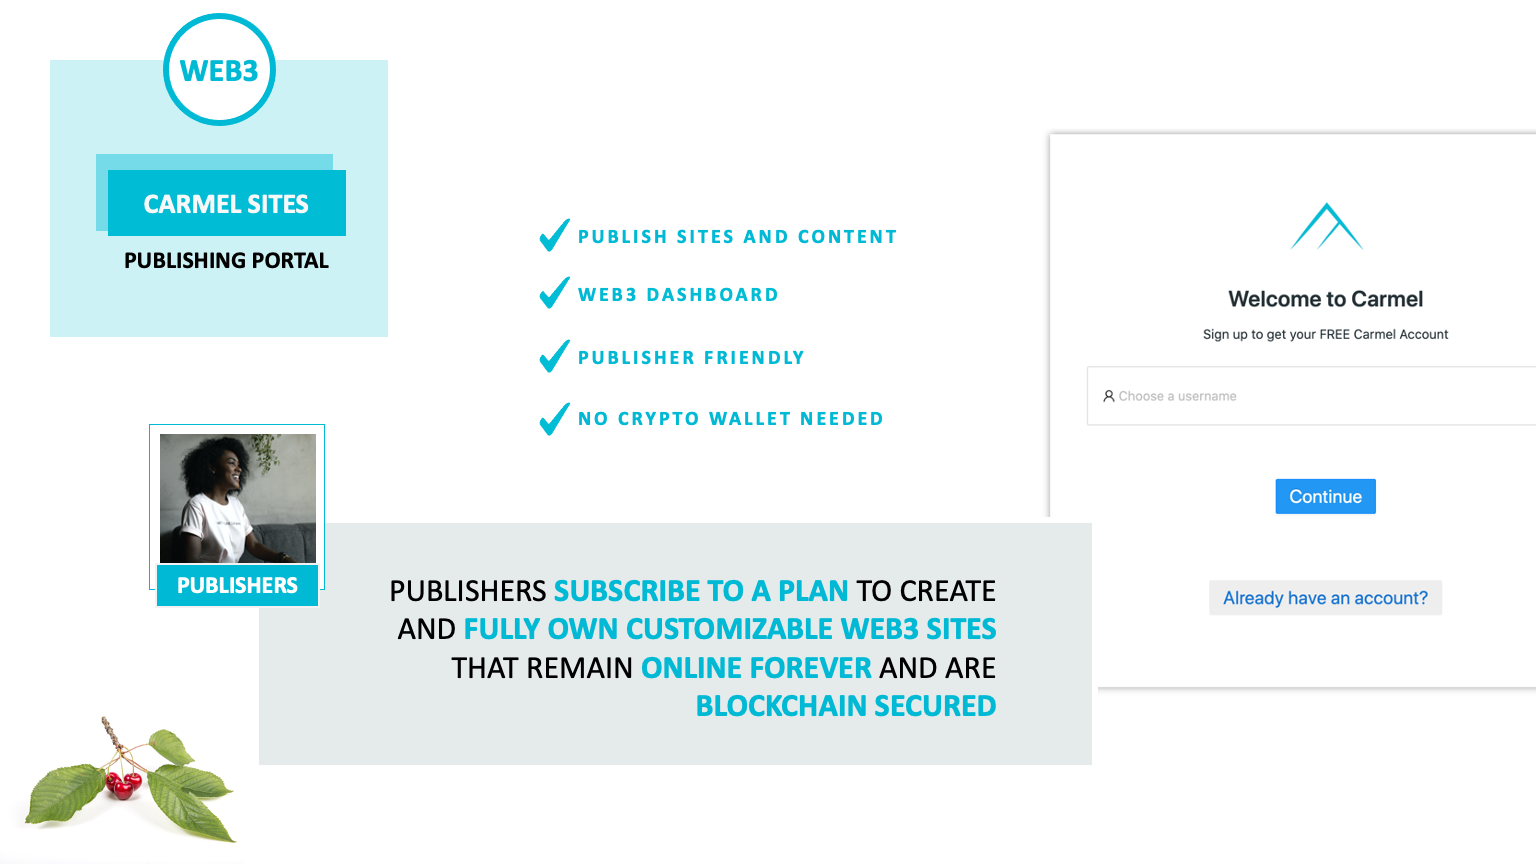 WEB3
CARMEL SITES
PUBLISHING PORTAL
PUBLISH SITES AND CONTENT
WEB3 DASHBOARD
PUBLISHER FRIENDLY
NO CRYPTO WALLET NEEDED
Welcome to Carmel
Sign up to get your FREE Carmel Account
Choose a username
Continue
Already have an account?
PUBLISHERS
PUBLISHERS SUBSCRIBE TO A PLAN TO CREATE
AND FULLY OWN CUSTOMIZABLE WEB3 SITES
THAT REMAIN ONLINE FOREVER AND ARE
BLOCKCHAIN SECURED